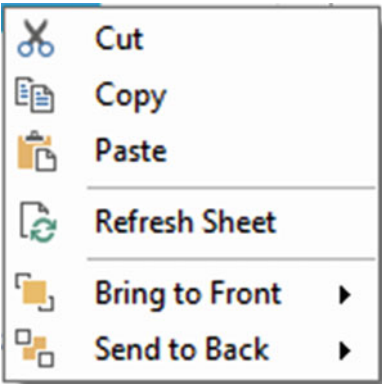 Cut
Copy
Paste
Refresh Sheet
Bring to Front
Send to Back